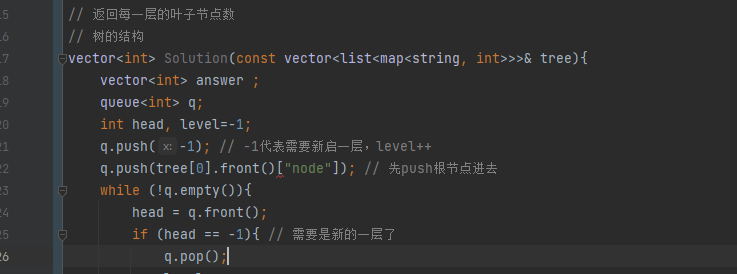 15 // 返回每一层的叶子节点数
16 // 树的结构
17 vector<int> Solution(const vector<list<map<string, int>>>& tree){
18 vector<int> answer ;
19 queue<int> q;
20 int head, level=-1;
21 q.push( x: -1); // -1代表需要新启一层，level++
22 q.push(tree[0].front()["node"]); // 先push根节点进去
23 while (!q.empty()){
24 head = q.front();
25 if (head == -1){ // 需要是新的一层了
26 q.pop();